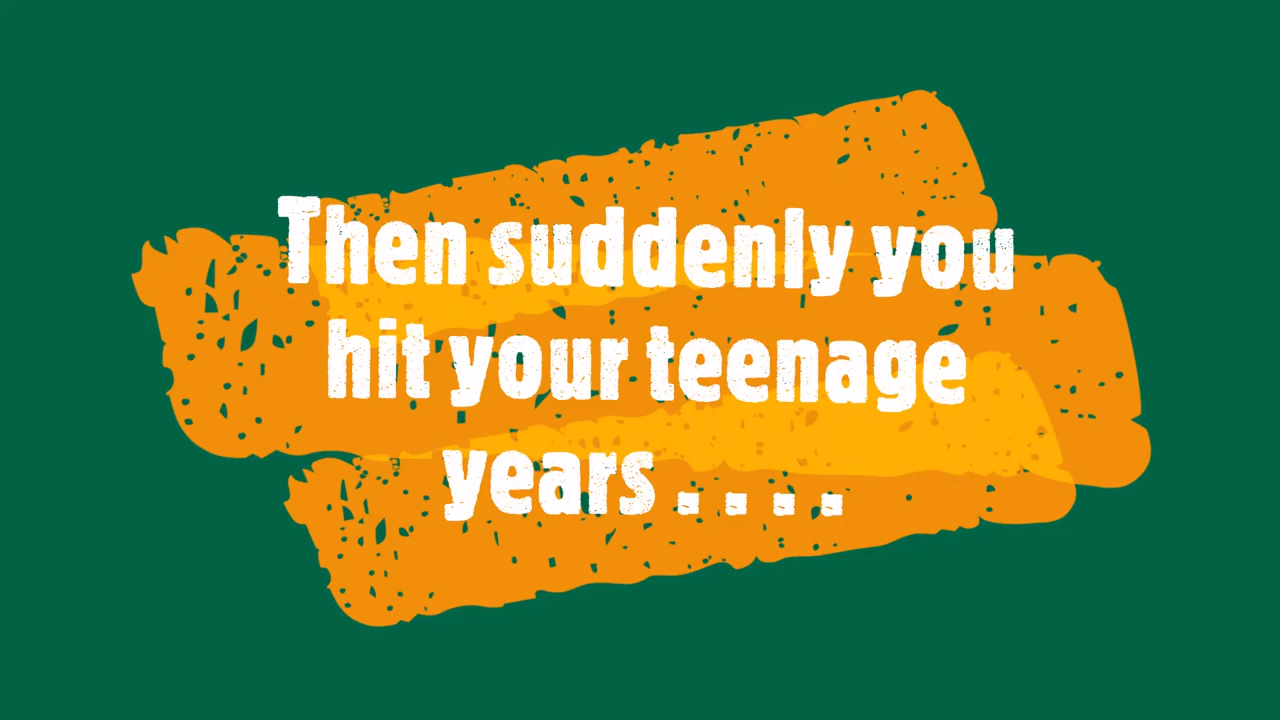 Then suddenly you
hit your teenage
years . . . .